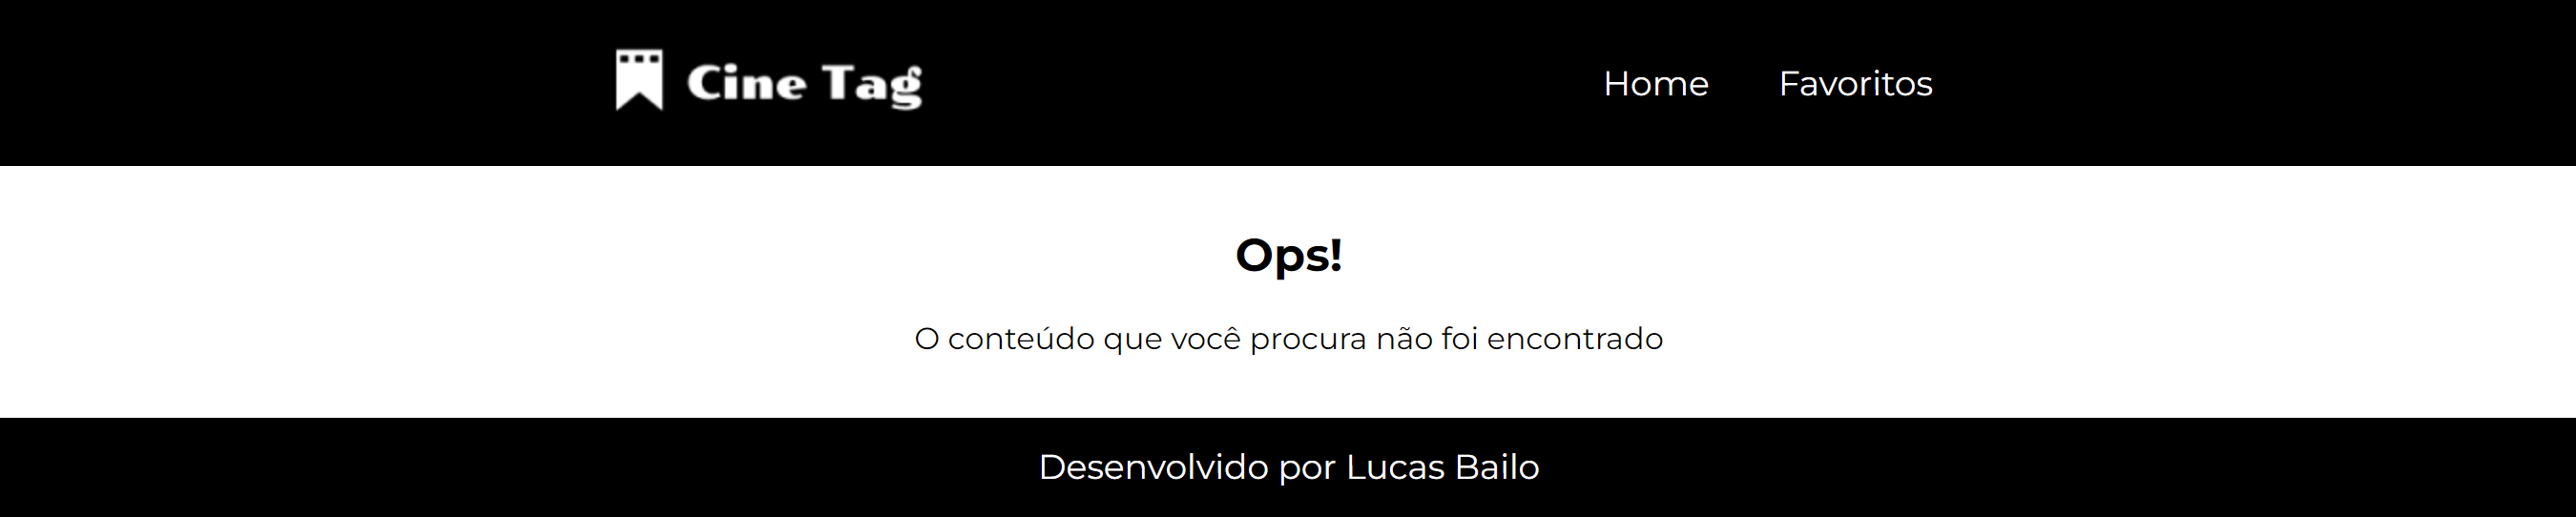 Cine Tag
Home Favoritos
Ops!
O conteúdo que você procura não foi encontrado
Desenvolvido por Lucas Bailo